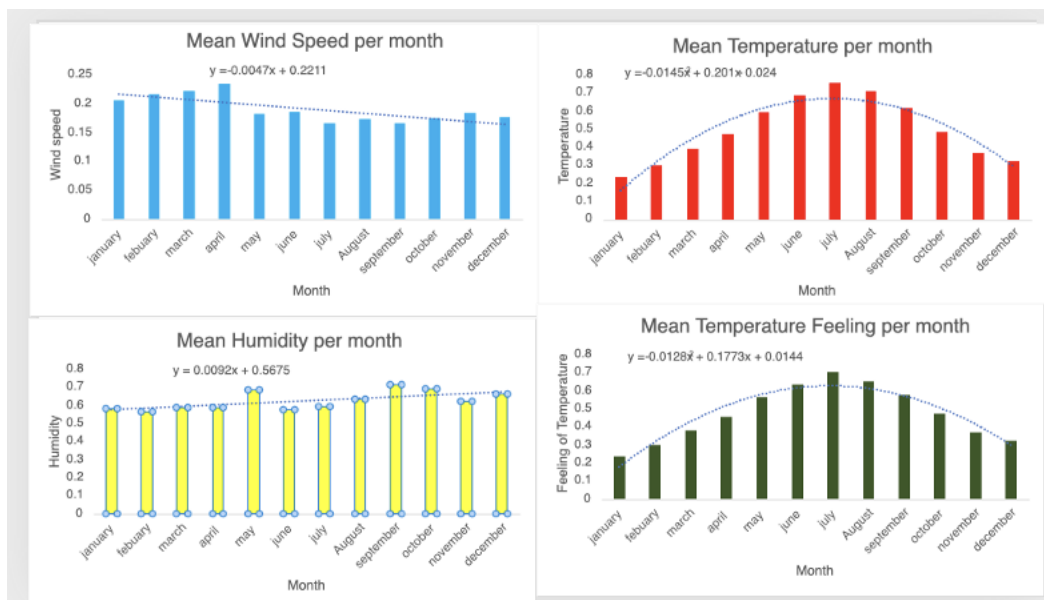 Mean Wind Speed per month
y =-0.0047x + 0.2211
0.25
0.2
0.15
0.1
0.05
0
Wind speed
january
febuary
march
april
may
june
july
August
september
october
november
december
Month
Mean Temperature per month
y =-0.0145x² + 0.201x + 0.024
0.8
0.7
0.6
0.5
0.4
0.3
0.2
0.1
0
Temperature
january
febuary
march
april
may
june
july
August
september
october
november
december
Month
Mean Humidity per month
y = 0.0092x + 0.5675
0.8
0.7
0.6
0.5
0.4
0.3
0.2
0.1
0
Humidity
january
febuary
march
april
may
june
july
August
september
october
november
december
Month
Mean Temperature Feeling per month
y =-0.0128x² + 0.1773x + 0.0144
0.8
0.7
0.6
0.5
0.4
0.3
0.2
0.1
0
Feeling of Temperature
january
febuary
march
april
may
june
july
August
september
october
november
december
Month